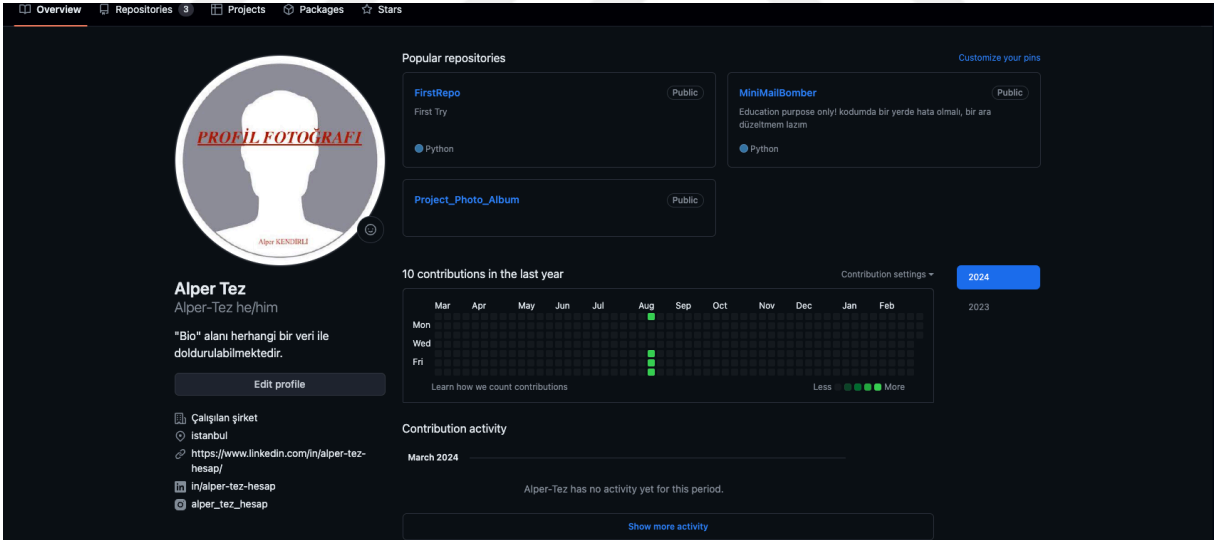 Overview Repositories 3 Projects Packages Stars
PROFİL FOTOĞRAFI
Alper KENDİRLİ
Alper Tez
Alper-Tez he/him
"Bio" alanı herhangi bir veri ile
doldurulabilmektedir.
Edit profile
Çalışılan şirket
istanbul
https://www.linkedin.com/in/alper-tez-
hesap/
in/alper-tez-hesap
alper_tez_hesap
Popular repositories
Customize your pins
FirstRepo Public
First Try
Python
MiniMailBomber Public
Education purpose only! kodumda bir yerde hata olmalı, bir ara
düzeltmem lazım
Python
Project_Photo_Album Public
10 contributions in the last year
Contribution settings
2024
2023
Mar Apr May Jun Jul Aug Sep Oct Nov Dec Jan Feb
Mon
Wed
Fri
Learn how we count contributions
Less More
Contribution activity
March 2024
Alper-Tez has no activity yet for this period.
Show more activity